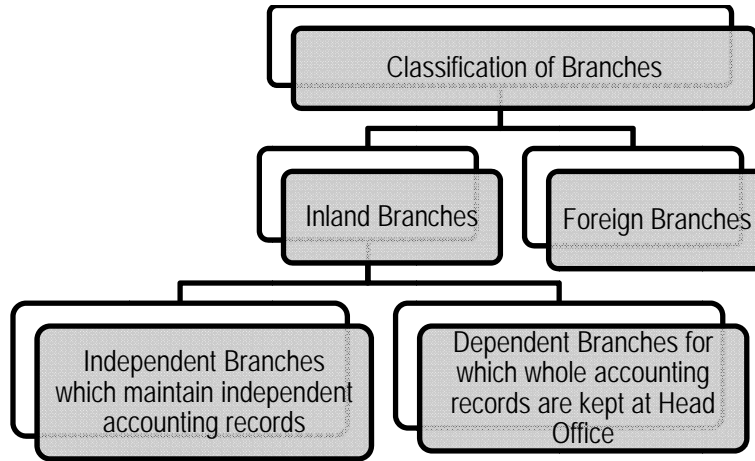 Classification of Branches
Inland Branches
Foreign Branches
Independent Branches
which maintain independent
accounting records
Dependent Branches for
which whole accounting
records are kept at Head
Office